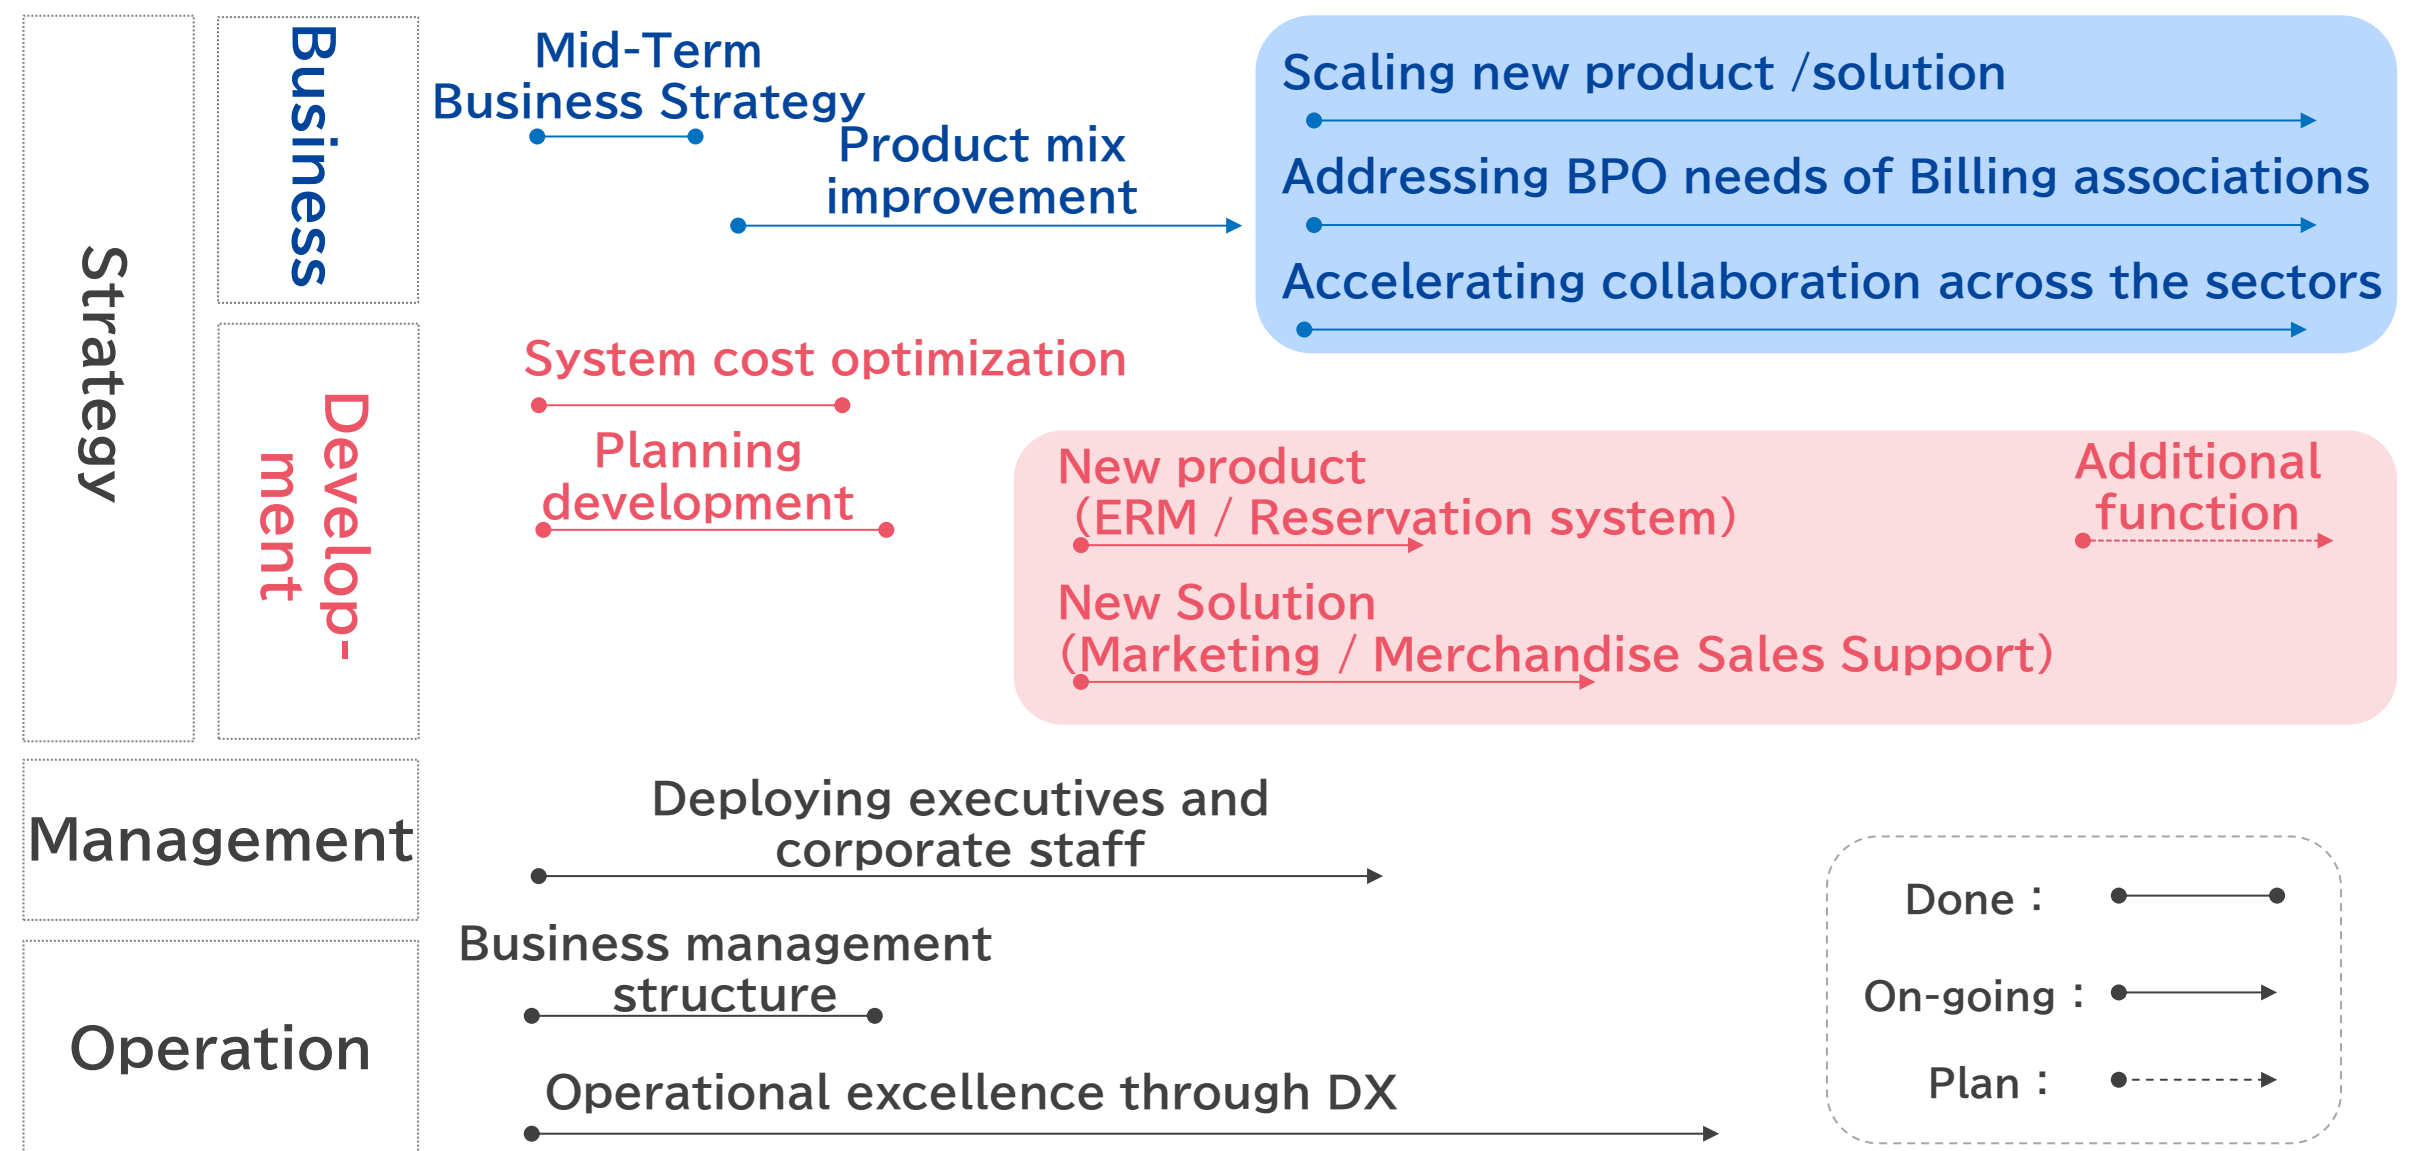 Strategy
Business
Mid-Term
Business Strategy
Product mix
improvement
Scaling new product /solution
Addressing BPO needs of Billing associations
Accelerating collaboration across the sectors
Develop-
ment
System cost optimization
Planning
development
New product
（ERM / Reservation system）
Additional
function
New Solution
（Marketing / Merchandise Sales Support）
Management
Deploying executives and
corporate staff
Operation
Business management
structure
Operational excellence through DX
Done：
On-going：
Plan：